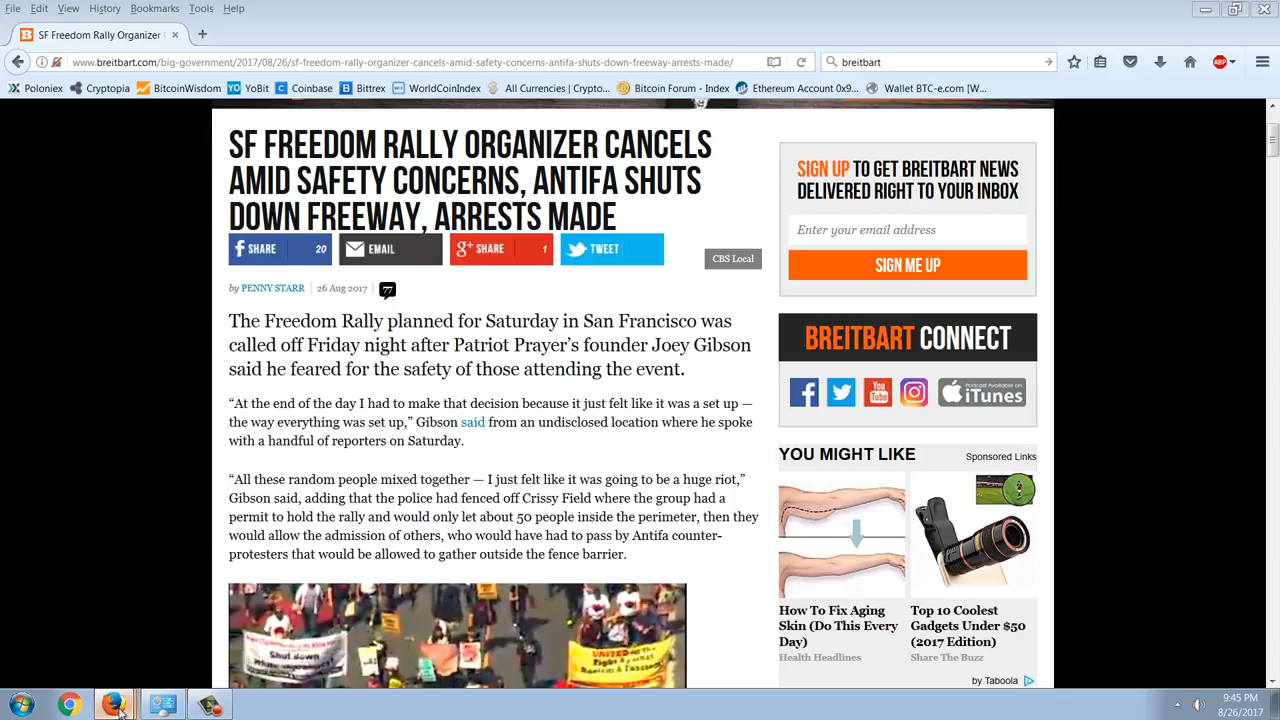 File Edit View History Bookmarks Tools Help
SF Freedom Rally Organizer
www.breitbart.com/big-government/2017/08/26/sf-freedom-rally-organizer-cancels-amid-safety-concerns-antifa-shuts-down-freeway-arrests-made/
breitbart
ABP
Poloniex Cryptopia BitcoinWisdom YoBit Coinbase Bittrex WorldCoinIndex All Currencies | Crypto... Bitcoin Forum - Index Ethereum Account 0x9... Wallet BTC-e.com [W...
SF FREEDOM RALLY ORGANIZER CANCELS
AMID SAFETY CONCERNS, ANTIFA SHUTS
DOWN FREEWAY, ARRESTS MADE
SHARE 20 EMAIL SHARE 1 TWEET
CBS Local
by PENNY STARR 26 Aug 2017 77
The Freedom Rally planned for Saturday in San Francisco was
called off Friday night after Patriot Prayer’s founder Joey Gibson
said he feared for the safety of those attending the event.
“At the end of the day I had to make that decision because it just felt like it was a set up —
the way everything was set up,” Gibson said from an undisclosed location where he spoke
with a handful of reporters on Saturday.
“All these random people mixed together — I just felt like it was going to be a huge riot,”
Gibson said, adding that the police had fenced off Crissy Field where the group had a
permit to hold the rally and would only let about 50 people inside the perimeter, then they
would allow the admission of others, who would have had to pass by Antifa counter-
protesters that would be allowed to gather outside the fence barrier.
Shut down
UNITED
Fight
Racism &
SIGN UP TO GET BREITBART NEWS
DELIVERED RIGHT TO YOUR INBOX
Enter your email address
SIGN ME UP
BREITBART CONNECT
You Tube
Podcast Available on
iTunes
YOU MIGHT LIKE
Sponsored Links
How To Fix Aging
Skin (Do This Every
Day)
Health Headlines
Top 10 Coolest
Gadgets Under $50
(2017 Edition)
Share The Buzz
by Taboola
9:45 PM
8/26/2017